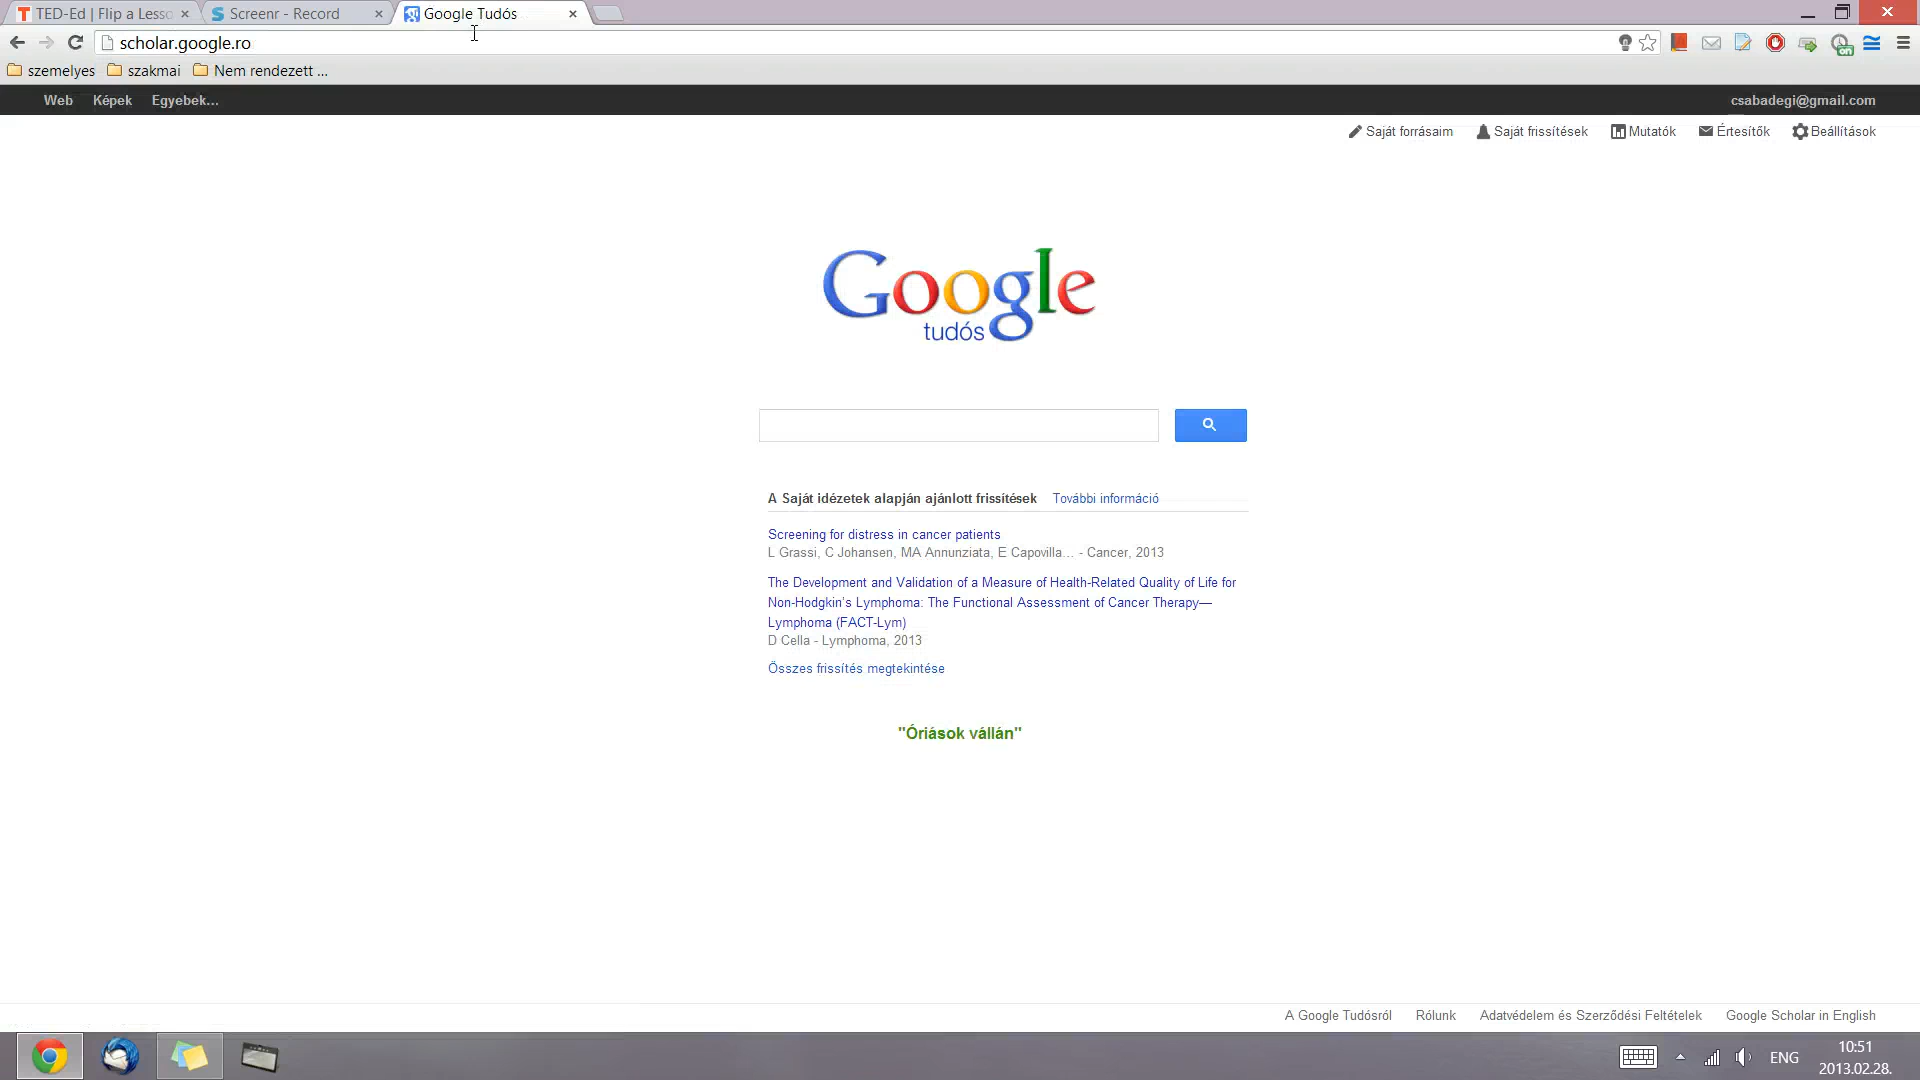 TED-Ed | Flip a Lesso
Screenr - Record
Google Tudós
scholar.google.ro
szemelyes
szakmai
Nem rendezett ...
Web
Képek
Egyebek...
csabadegi@gmail.com
Saját forrásaim
Saját frissítések
Mutatók
Értesítők
Beállítások
Google
tudós
A Saját idézetek alapján ajánlott frissítések
További információ
Screening for distress in cancer patients
L Grassi, C Johansen, MA Annunziata, E Capovilla… - Cancer, 2013
The Development and Validation of a Measure of Health-Related Quality of Life for
Non-Hodgkin's Lymphoma: The Functional Assessment of Cancer Therapy—
Lymphoma (FACT-Lym)
D Cella - Lymphoma, 2013
Összes frissítés megtekintése
"Óriások vállán"
A Google Tudósról
Rólunk
Adatvédelem és Szerződési Feltételek
Google Scholar in English
on
ENG
10:51
2013.02.28.